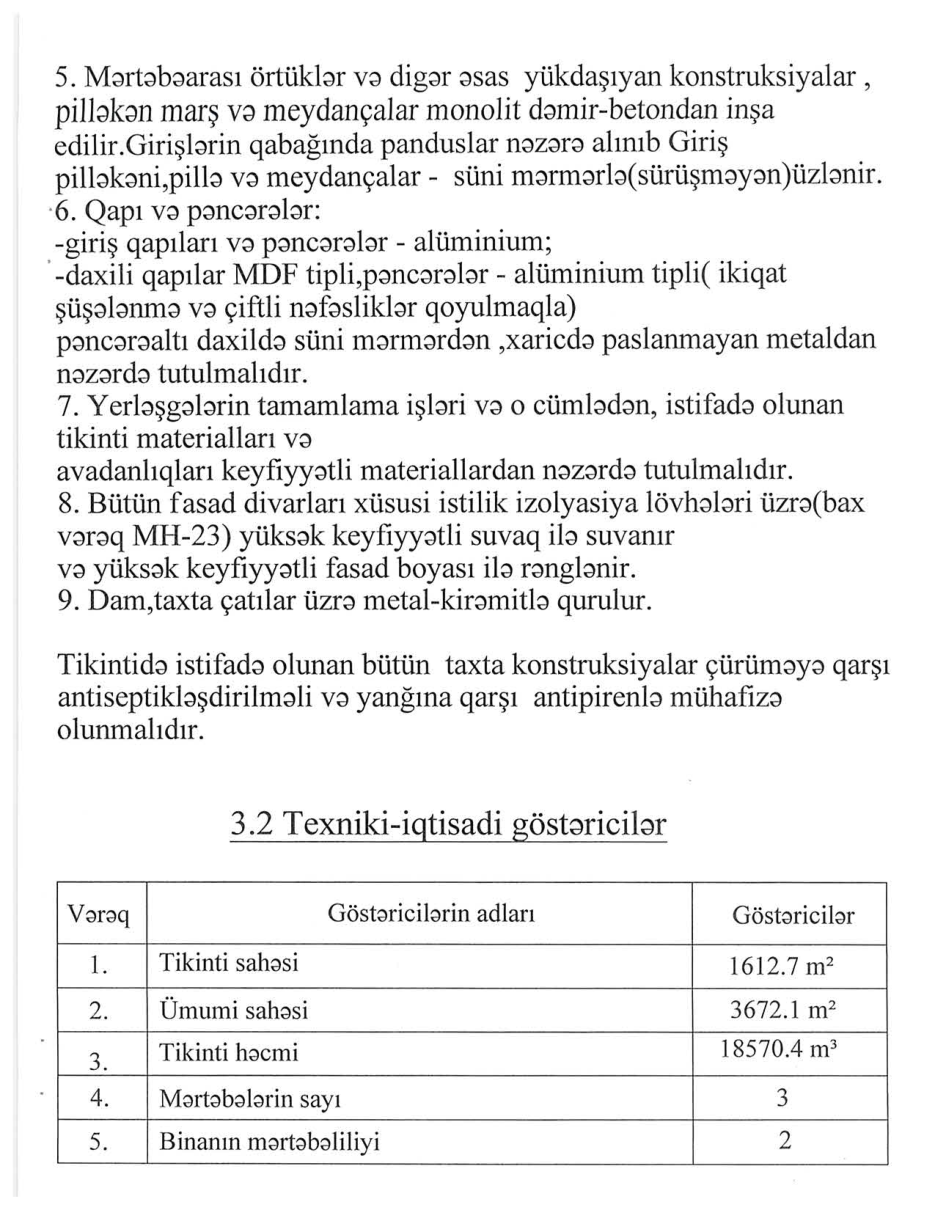 5. Mərtəbəarası örtüklər və digər əsas yükdaşıyan konstruksiyalar ,
pilləkən marş və meydançalar monolit dəmir-betondan inşa
edilir.Girişlərin qabağında panduslar nəzərə alınıb Giriş
pilləkəni,pillə və meydançalar - süni mərmərlə(sürüşməyən)üzlənir.
6. Qapı və pəncərələr:
-giriş qapıları və pəncərələr - alüminium;
-daxili qapılar MDF tipli,pəncərələr - alüminium tipli( ikiqat
şüşələnmə və çiftli nəfəsliklər qoyulmaqla)
pəncərəaltı daxildə süni mərmərdən ,xaricdə paslanmayan metaldan
nəzərdə tutulmalıdır.
7. Yerləşgələrin tamamlama işləri və o cümlədən, istifadə olunan
tikinti materialları və
avadanlıqları keyfiyyətli materiallardan nəzərdə tutulmalıdır.
8. Bütün fasad divarları xüsusi istilik izolyasiya lövhələri üzrə(bax
vərəq MH-23) yüksək keyfiyyətli suvaq ilə suvanır
və yüksək keyfiyyətli fasad boyası ilə rənglənir.
9. Dam,taxta çatılar üzrə metal-kirəmitlə qurulur.
Tikintidə istifadə olunan bütün taxta konstruksiyalar çürüməyə qarşı
antiseptikləşdirilməli və yanğına qarşı antipirenlə mühafizə
olunmalıdır.
3.2 Texniki-iqtisadi göstəricilər
Vərəq Göstəricilərin adları Göstəricilər
1. Tikinti sahəsi 1612.7 m²
2. Ümumi sahəsi 3672.1 m²
3. Tikinti həcmi 18570.4 m³
4. Mərtəbələrin sayı 3
5. Binanın mərtəbəliliyi 2